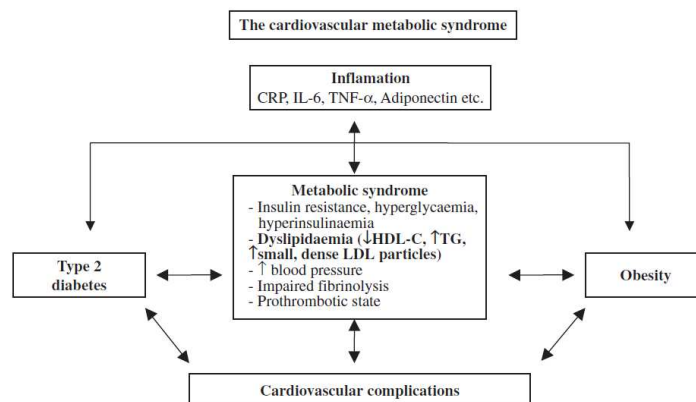 The cardiovascular metabolic syndrome
Inflamation
CRP, IL-6, TNF-α, Adiponectin etc.
Metabolic syndrome
- Insulin resistance, hyperglycaemia,
hyperinsulinaemia
- Dyslipidaemia (↓HDL-C, ↑TG,
↑small, dense LDL particles)
- ↑ blood pressure
- Impaired fibrinolysis
- Prothrombotic state
Type 2
diabetes
Obesity
Cardiovascular complications